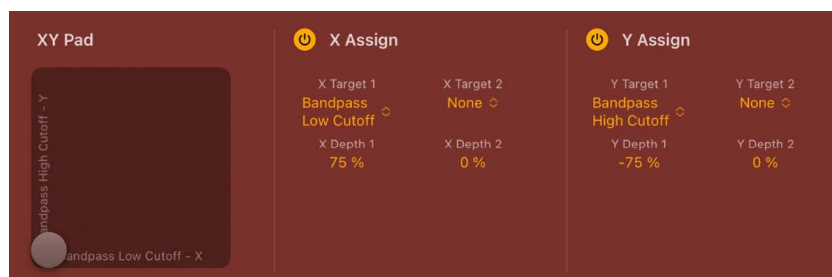 XY Pad
Bandpass High Cutoff - Y
andpass Low Cutoff - X
X Assign
X Target 1
Bandpass
Low Cutoff
X Target 2
None
X Depth 1
75 %
X Depth 2
0 %
Y Assign
Y Target 1
Bandpass
High Cutoff
Y Target 2
None
Y Depth 1
-75 %
Y Depth 2
0 %